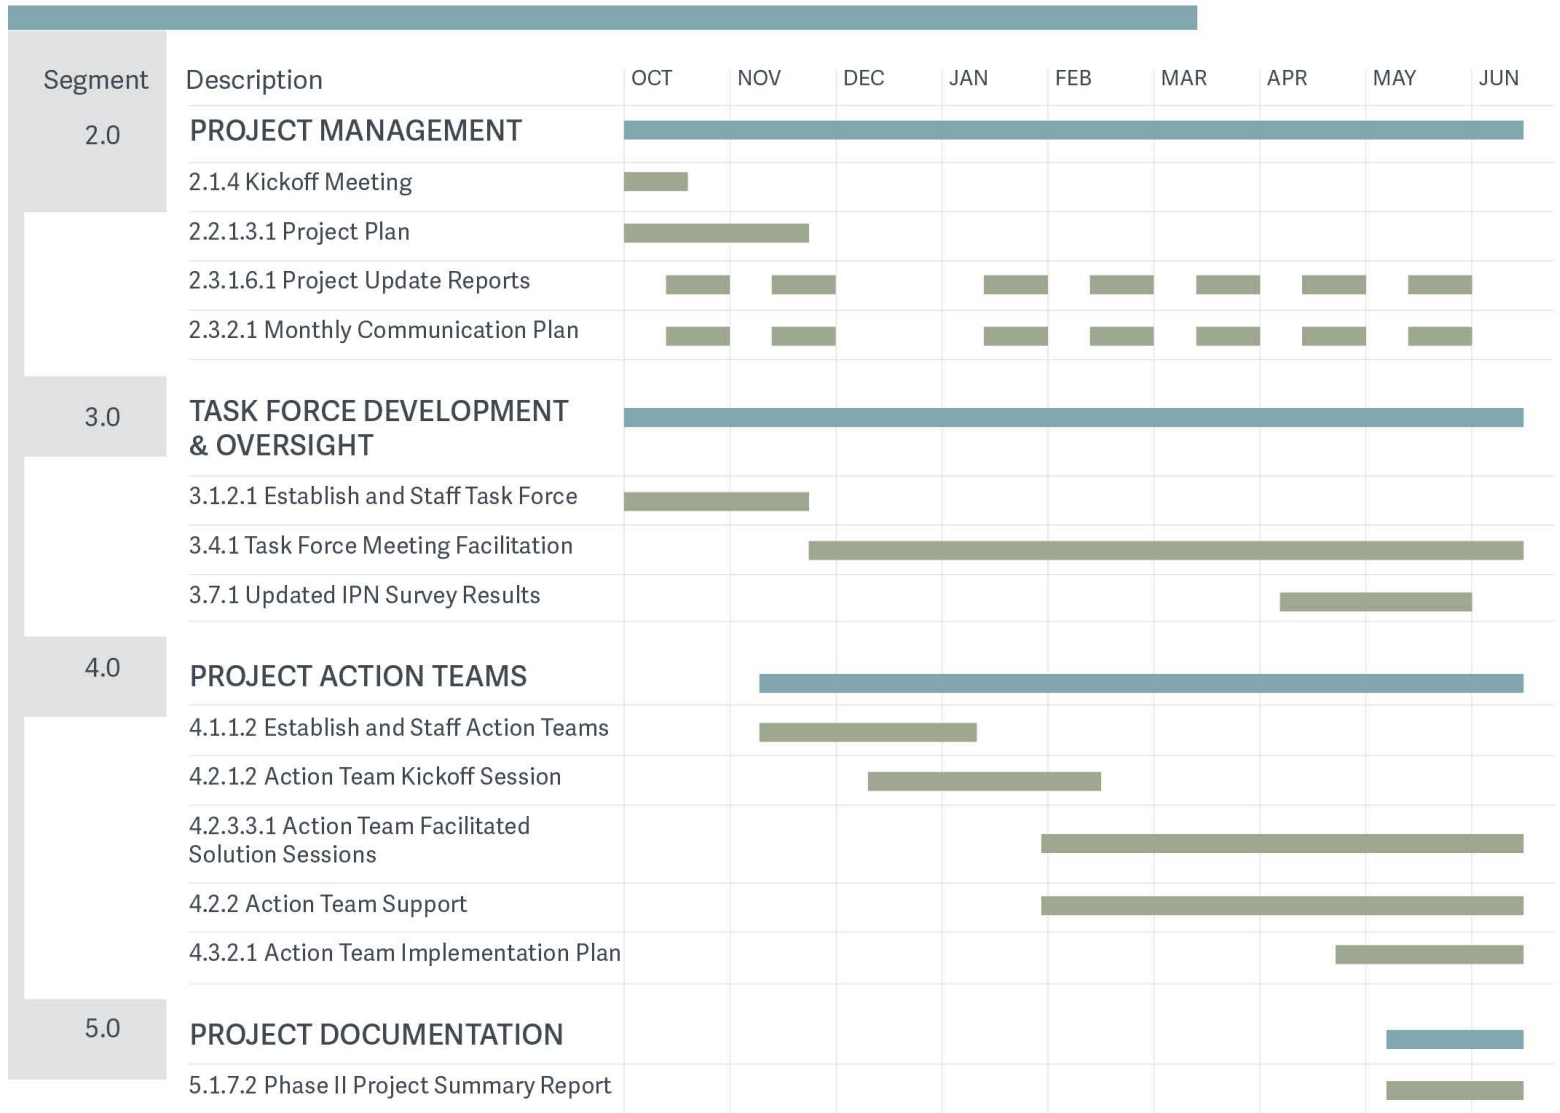 Segment Description OCT NOV DEC JAN FEB MAR APR MAY JUN
2.0 PROJECT MANAGEMENT
2.1.4 Kickoff Meeting
2.2.1.3.1 Project Plan
2.3.1.6.1 Project Update Reports
2.3.2.1 Monthly Communication Plan
3.0 TASK FORCE DEVELOPMENT
& OVERSIGHT
3.1.2.1 Establish and Staff Task Force
3.4.1 Task Force Meeting Facilitation
3.7.1 Updated IPN Survey Results
4.0 PROJECT ACTION TEAMS
4.1.1.2 Establish and Staff Action Teams
4.2.1.2 Action Team Kickoff Session
4.2.3.3.1 Action Team Facilitated
Solution Sessions
4.2.2 Action Team Support
4.3.2.1 Action Team Implementation Plan
5.0 PROJECT DOCUMENTATION
5.1.7.2 Phase II Project Summary Report